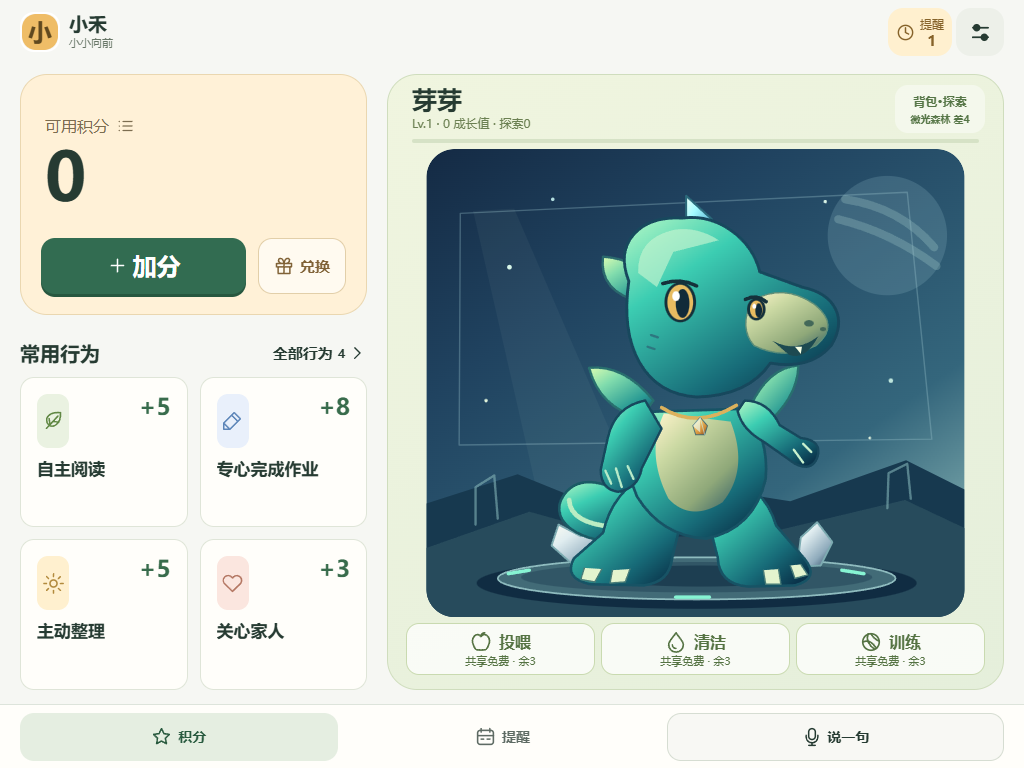 小
小禾
小小向前
提醒
1
可用积分
0
+ 加分
兑换
芽芽
Lv.1 · 0 成长值 · 探索0
背包•探索
微光森林 差4
常用行为
全部行为 4
+5
自主阅读
+8
专心完成作业
+5
主动整理
+3
关心家人
投喂
共享免费 · 余3
清洁
共享免费 · 余3
训练
共享免费 · 余3
积分
提醒
说一句